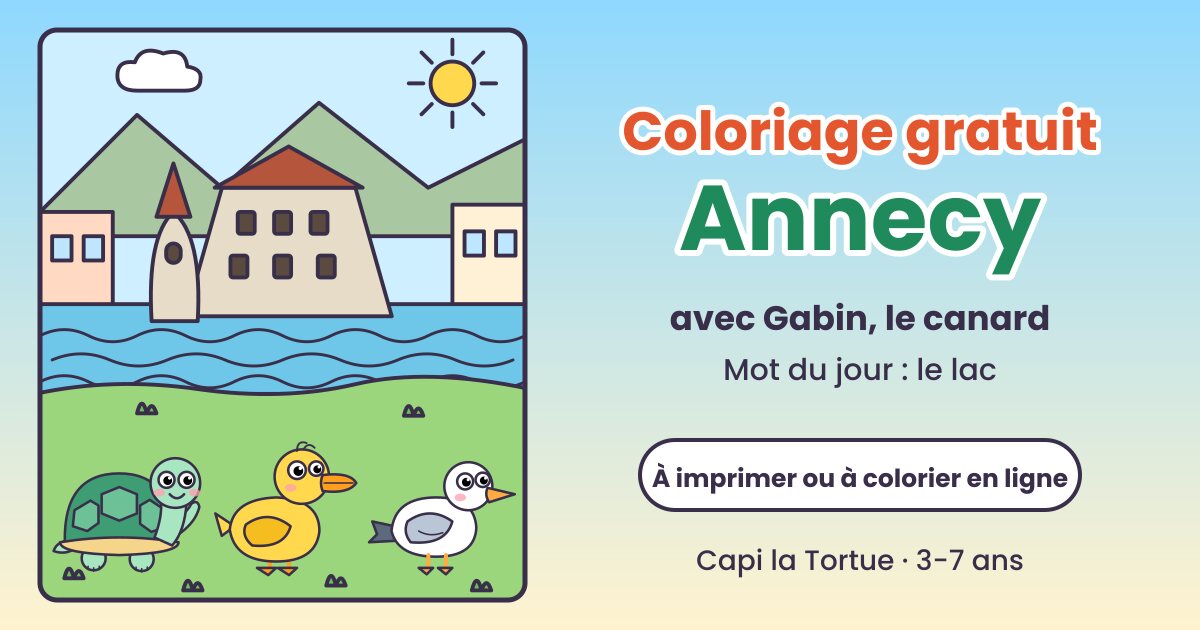 Coloriage gratuit
Annecy
avec Gabin, le canard
Mot du jour : le lac
À imprimer ou à colorier en ligne
Capi la Tortue · 3-7 ans